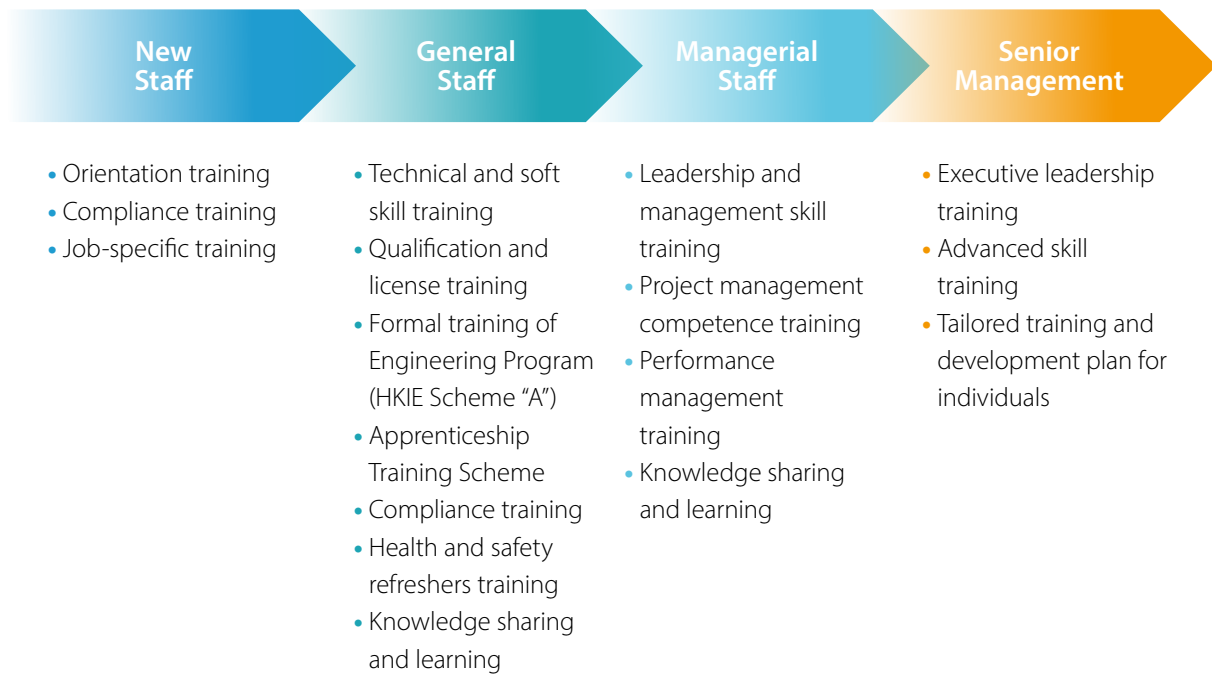 New
Staff
• Orientation training
• Compliance training
• Job-specific training
General
Staff
• Technical and soft
skill training
• Qualification and
license training
• Formal training of
Engineering Program
(HKIE Scheme “A”)
• Apprenticeship
Training Scheme
• Compliance training
• Health and safety
refreshers training
• Knowledge sharing
and learning
Managerial
Staff
• Leadership and
management skill
training
• Project management
competence training
• Performance
management
training
• Knowledge sharing
and learning
Senior
Management
• Executive leadership
training
• Advanced skill
training
• Tailored training and
development plan for
individuals